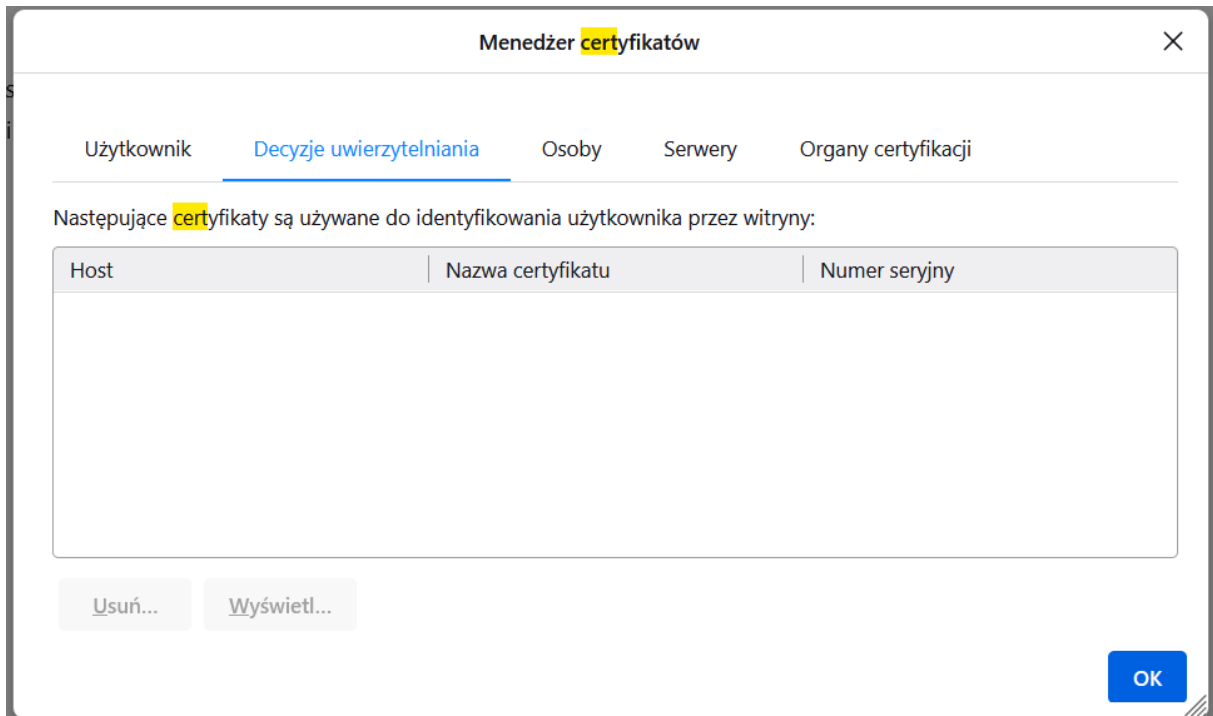 Menedżer certyfikatów
s
i
Użytkownik Decyzje uwierzytelniania Osoby Serwery Organy certyfikacji
Następujące certyfikaty są używane do identyfikowania użytkownika przez witryny:
Host Nazwa certyfikatu Numer seryjny
Usuń... Wyświetl...
OK